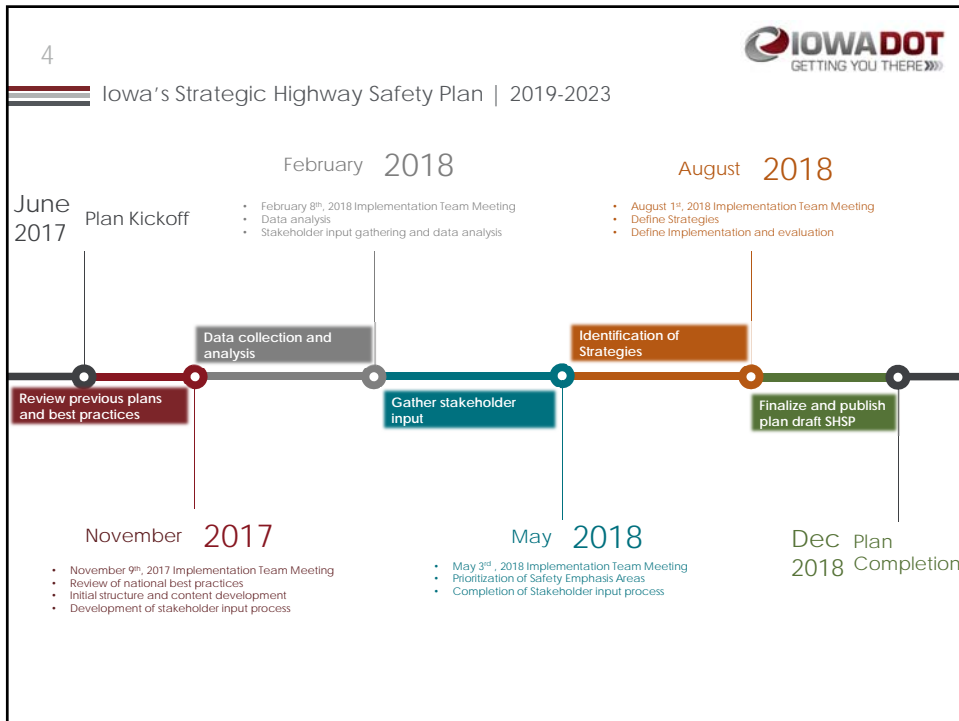 4
IOWADOT
GETTING YOU THERE
Iowa's Strategic Highway Safety Plan | 2019-2023
February 2018
• February 8th, 2018 Implementation Team Meeting
• Data analysis
• Stakeholder input gathering and data analysis
August 2018
• August 1st, 2018 Implementation Team Meeting
• Define Strategies
• Define Implementation and evaluation
June
2017
Plan Kickoff
Data collection and
analysis
Identification of
Strategies
Review previous plans
and best practices
Gather stakeholder
input
Finalize and publish
plan draft SHSP
November 2017
• November 9th, 2017 Implementation Team Meeting
• Review of national best practices
• Initial structure and content development
• Development of stakeholder input process
May 2018
• May 3rd , 2018 Implementation Team Meeting
• Prioritization of Safety Emphasis Areas
• Completion of Stakeholder input process
Dec
2018
Plan
Completion